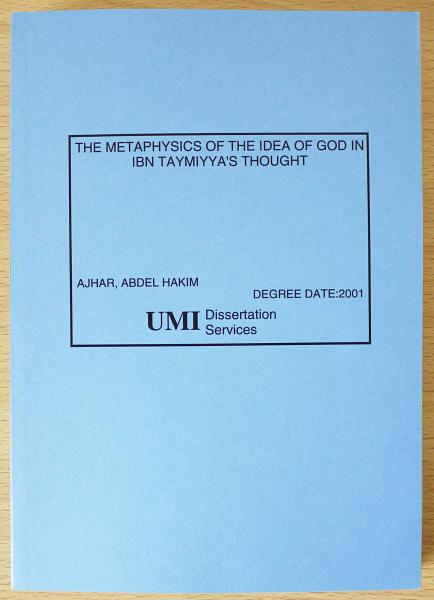 THE METAPHYSICS OF THE IDEA OF GOD IN
IBN TAYMIYYA'S THOUGHT
AJHAR, ABDEL HAKIM
DEGREE DATE:2001
UMI Dissertation
Services